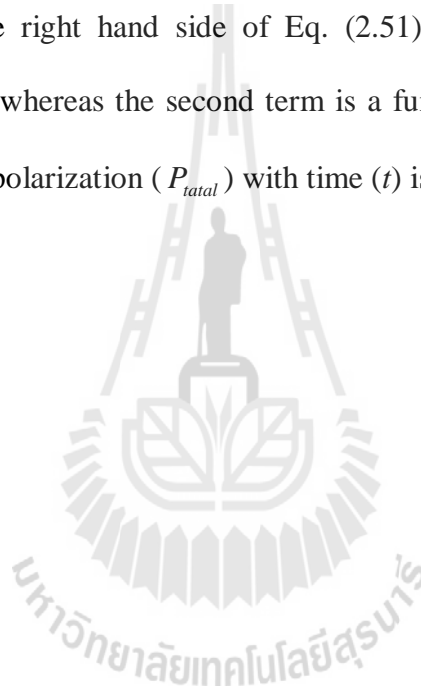 e right hand side of Eq. (2.51)
whereas the second term is a fu
polarization ( P_tatal ) with time (t) is
มหาวิทยาลัยเทคโนโลยีสุรนารี